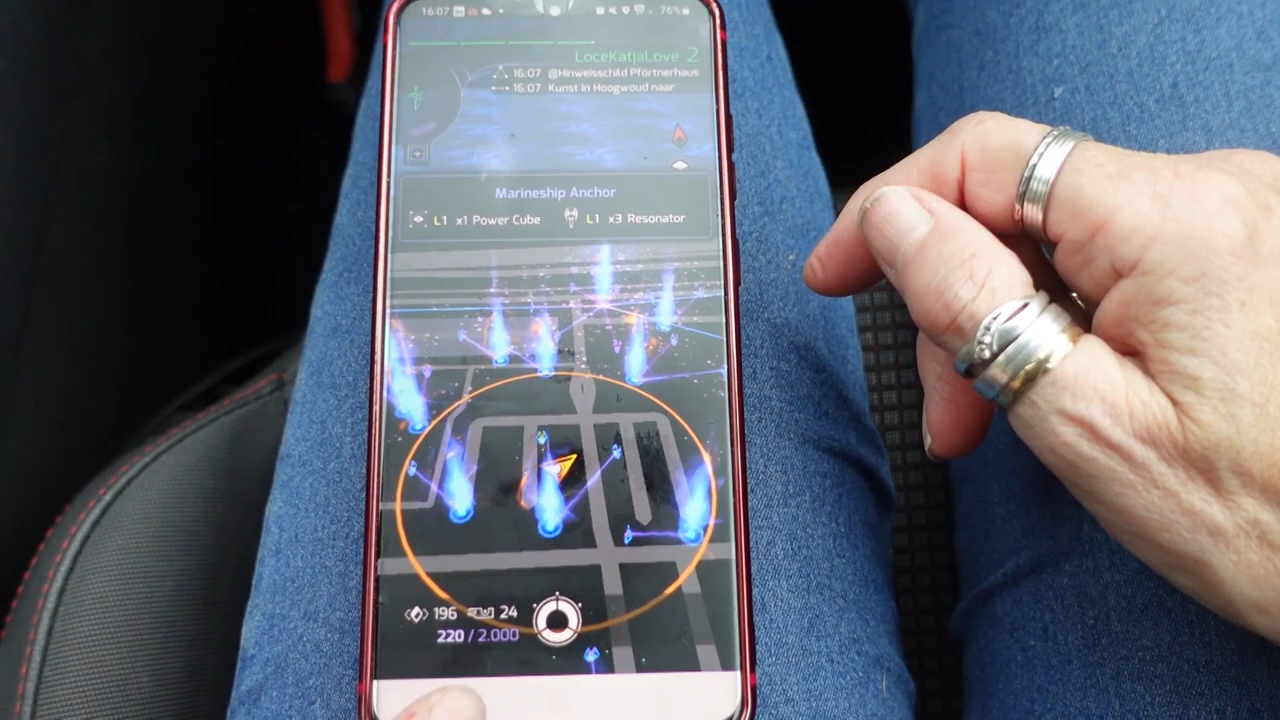 16:07 76%
LoceKatjaLove 2
16:07 @Hinweisschild Pförtnerhaus
16:07 Kunst In Hoogwoud naar
Marineship Anchor
L1 x1 Power Cube L1 x3 Resonator
196 24
220 / 2.000